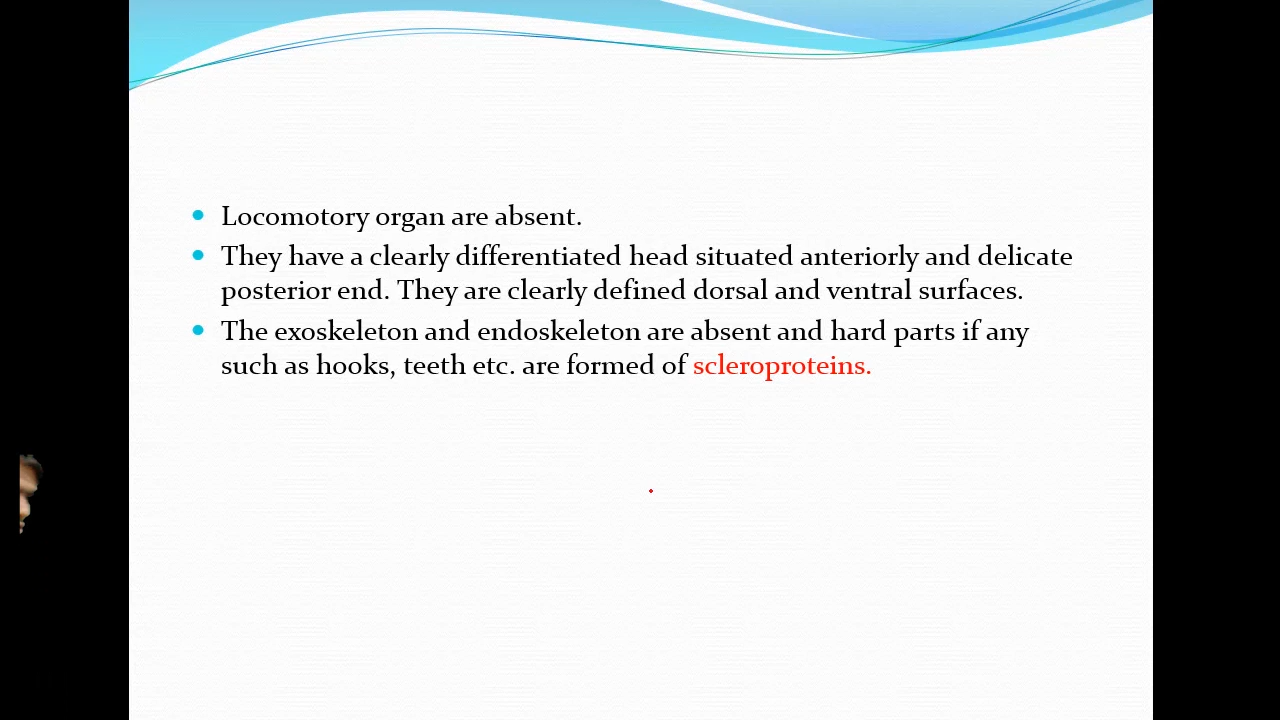 Locomotory organ are absent.
They have a clearly differentiated head situated anteriorly and delicate
posterior end. They are clearly defined dorsal and ventral surfaces.
The exoskeleton and endoskeleton are absent and hard parts if any
such as hooks, teeth etc. are formed of scleroproteins.